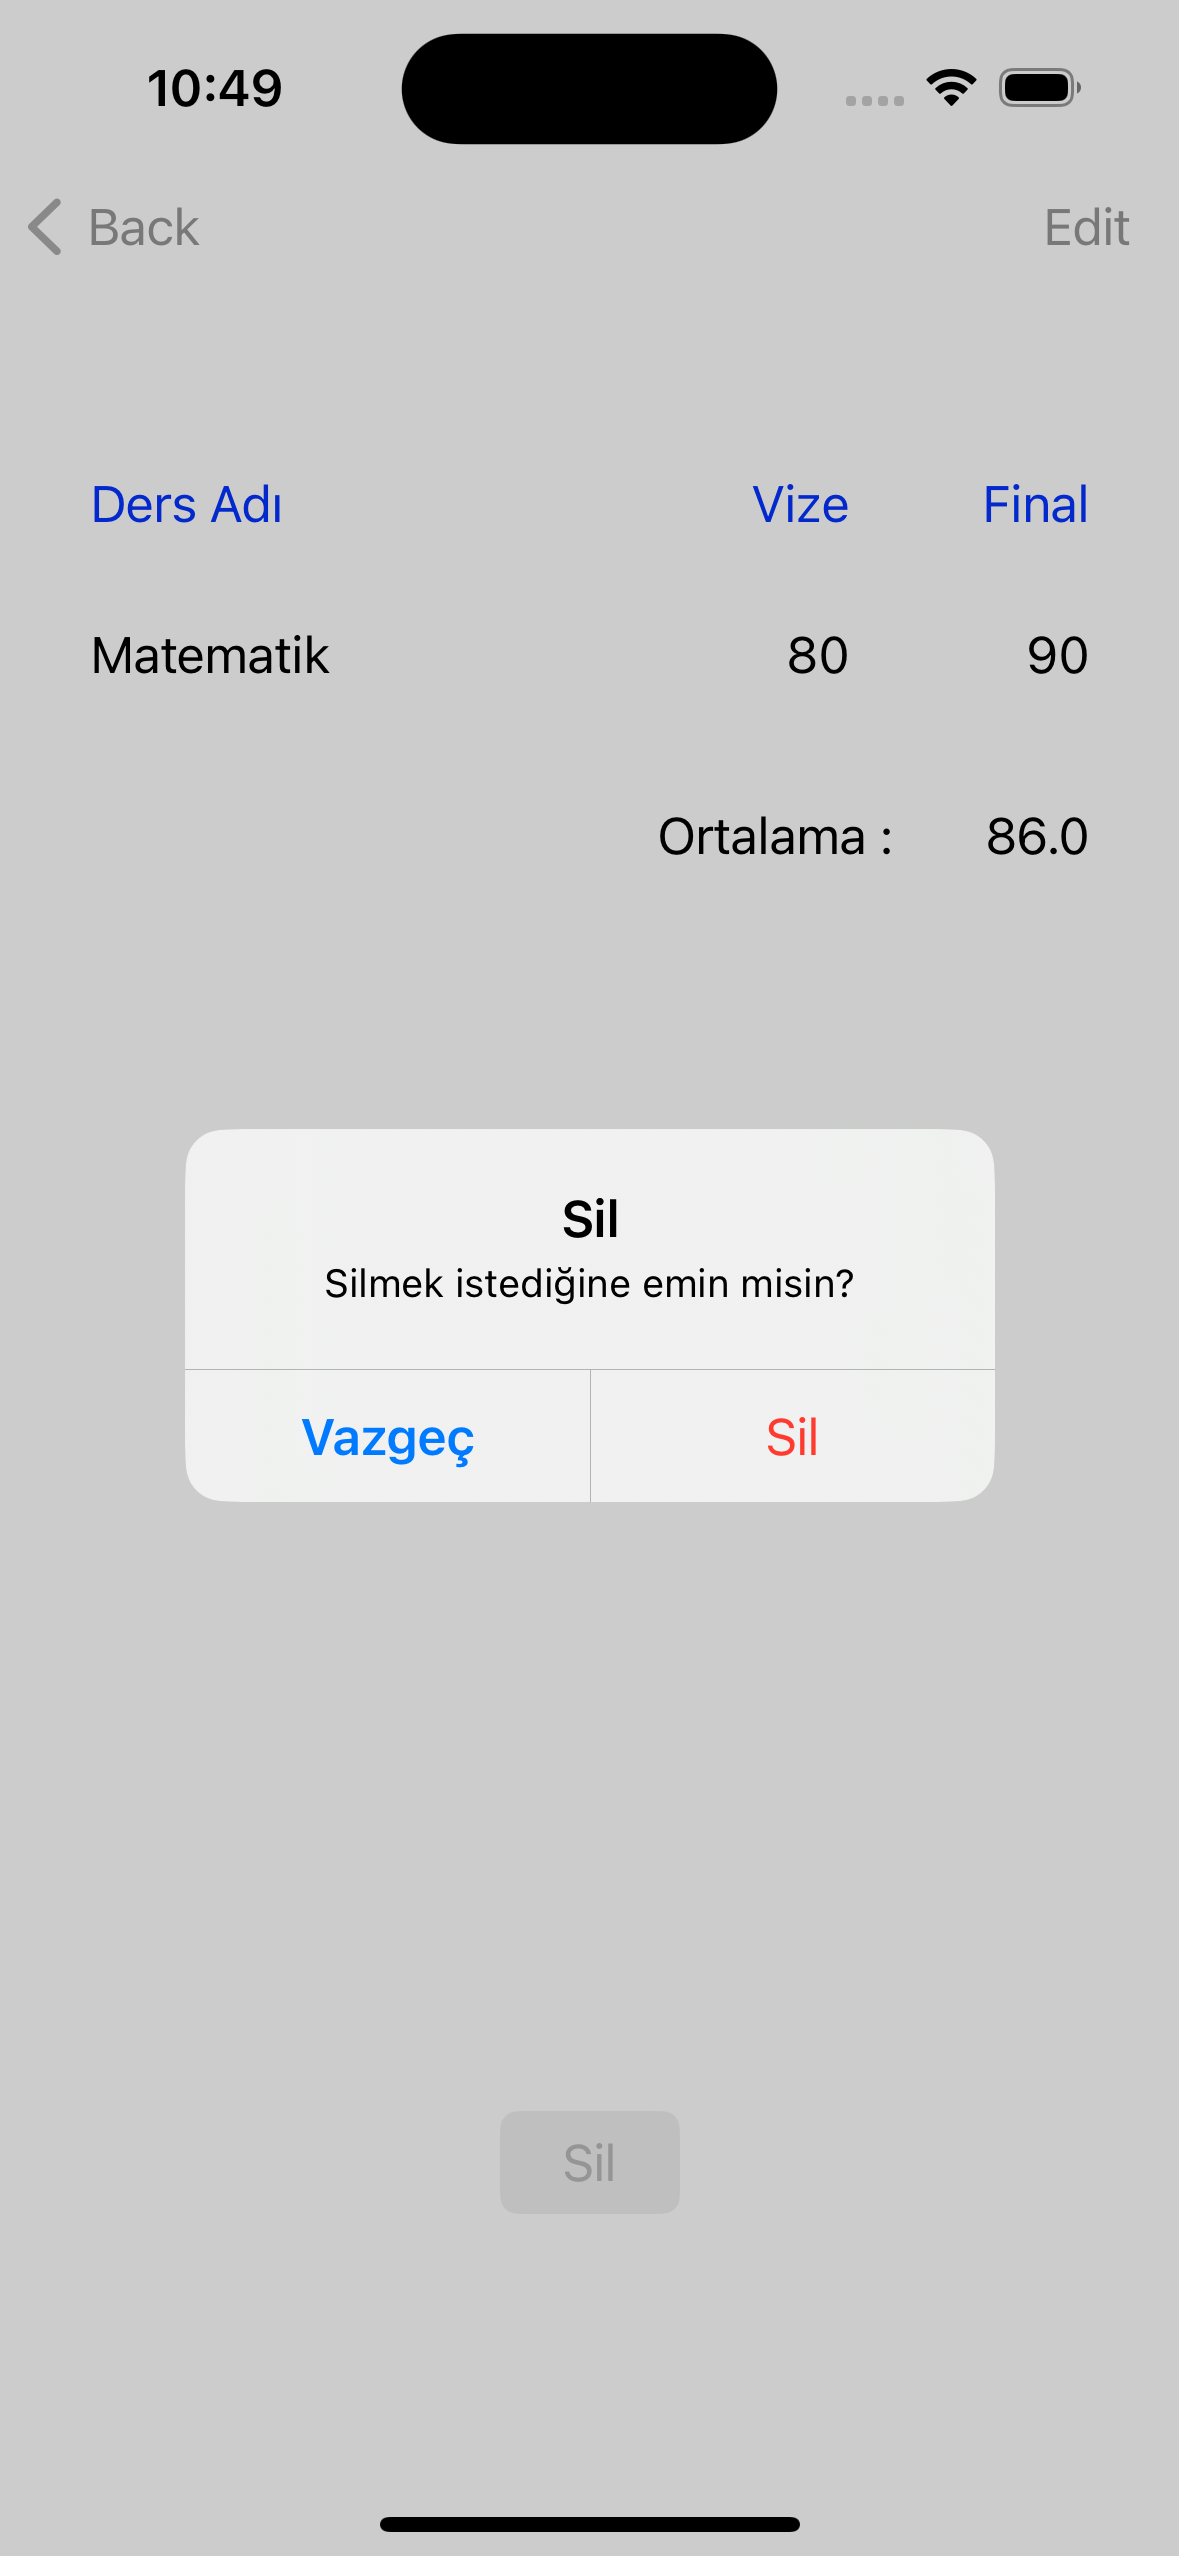 10:49
Back Edit
Ders Adı Vize Final
Matematik 80 90
Ortalama : 86.0
Sil
Silmek istediğine emin misin?
Vazgeç Sil
Sil